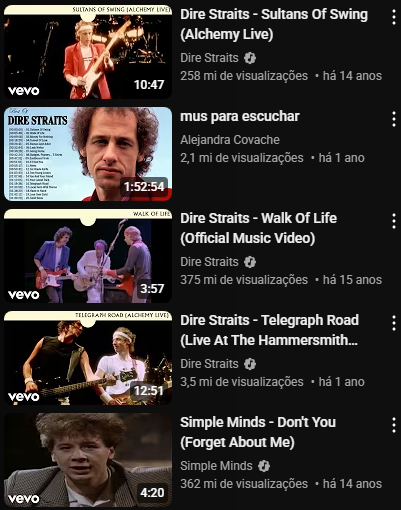 SULTANS OF SWING (ALCHEMY LIVE)
vevo
10:47
Dire Straits - Sultans Of Swing
(Alchemy Live)
Dire Straits
258 mi de visualizações • há 14 anos
Best Of
DIRE STRAITS
1:52:54
mus para escuchar
Alejandra Covache
2,1 mi de visualizações • há 1 ano
WALK OF LIFE
vevo
3:57
Dire Straits - Walk Of Life
(Official Music Video)
Dire Straits
375 mi de visualizações • há 15 anos
TELEGRAPH ROAD (ALCHEMY LIVE)
vevo
12:51
Dire Straits - Telegraph Road
(Live At The Hammersmith...
Dire Straits
3,5 mi de visualizações • há 1 ano
vevo
4:20
Simple Minds - Don't You
(Forget About Me)
Simple Minds
362 mi de visualizações • há 14 anos